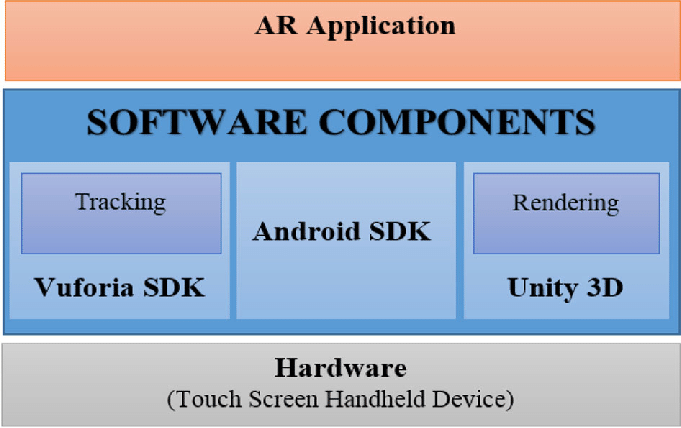 AR Application
SOFTWARE COMPONENTS
Tracking
Vuforia SDK
Android SDK
Rendering
Unity 3D
Hardware
(Touch Screen Handheld Device)